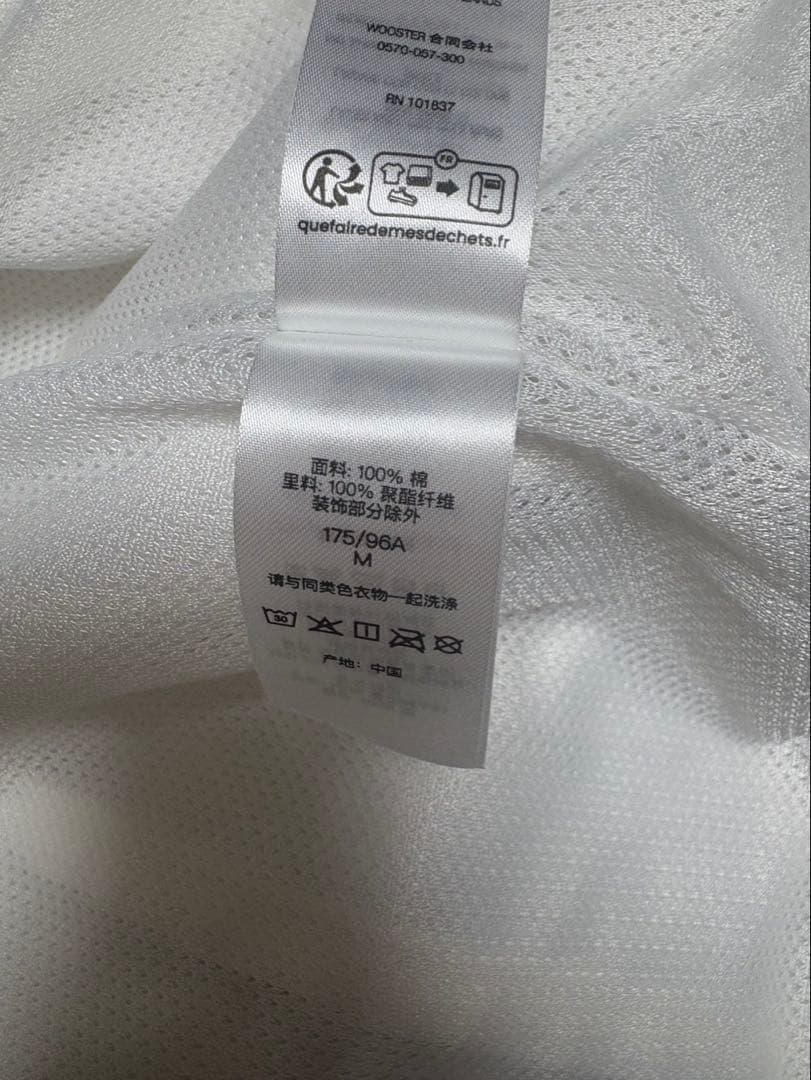 WOOSTER 合同会社
0570-057-300
RN 101837
FR
quefairedemesdechets.fr
面料: 100% 棉
里料: 100% 聚酯纤维
装饰部分除外
175/96A
M
请与同类色衣物一起洗涤
30
产地: 中国